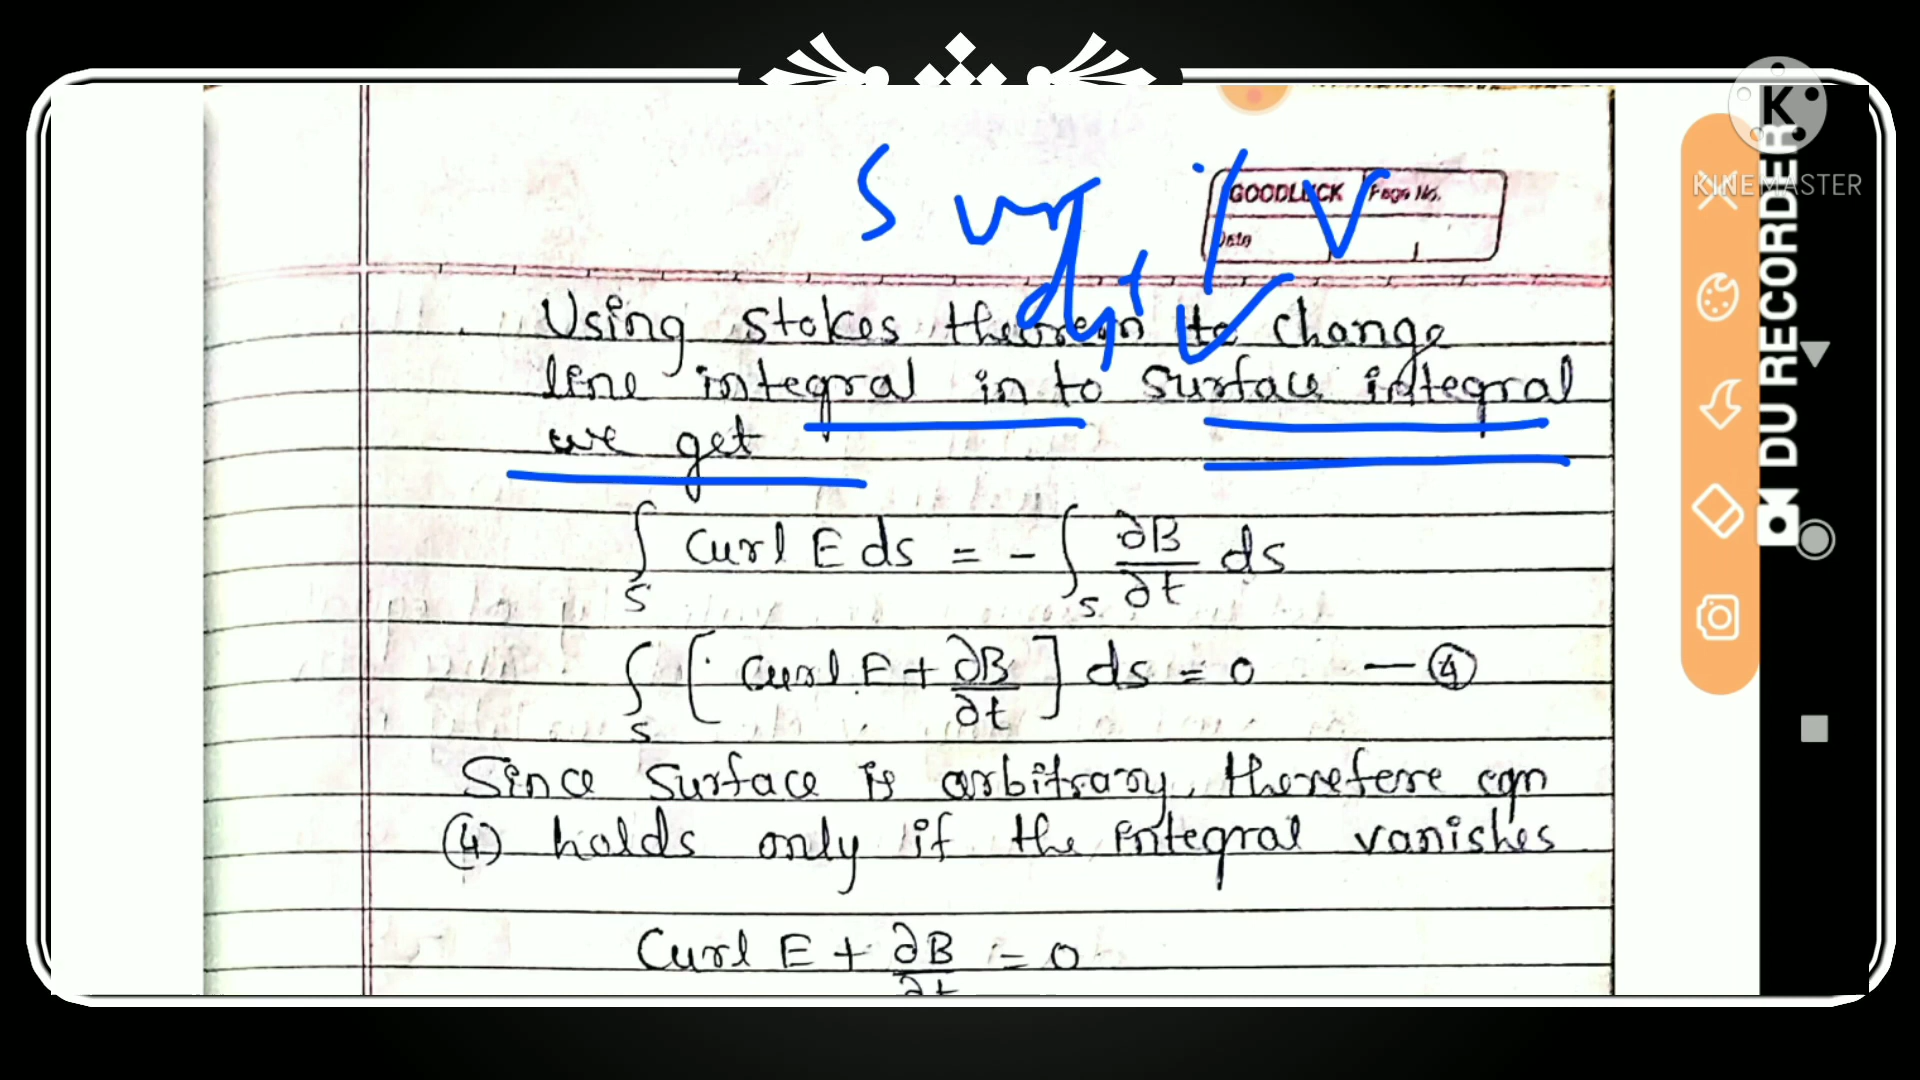 GOODLUCK Page No.
Date
Using stokes theorem to change
line integral in to surface integral
we get
∫s Curl E ds = - ∫s ∂B/∂t ds
∫s [ Curl E + ∂B/∂t ] ds = 0 — ④
Since Surface is arbitrary, therefore eqn
④ holds only if the integral vanishes
Curl E + ∂B/∂t = 0
K
KINEMASTER
DU RECORDER